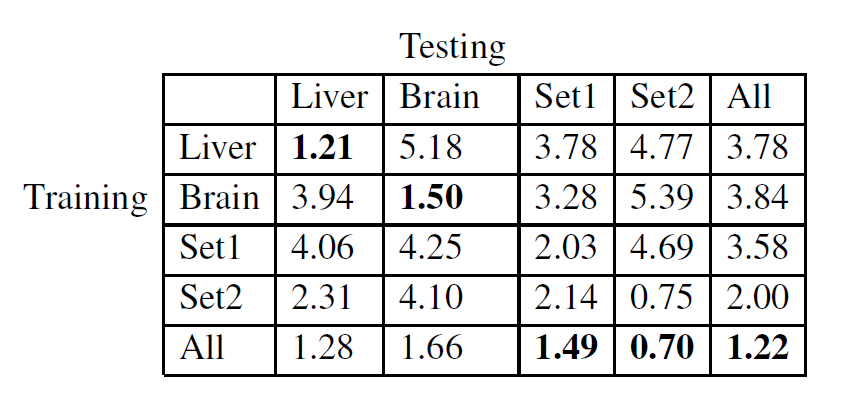 Testing
Liver Brain Set1 Set2 All
Liver 1.21 5.18 3.78 4.77 3.78
Training Brain 3.94 1.50 3.28 5.39 3.84
Set1 4.06 4.25 2.03 4.69 3.58
Set2 2.31 4.10 2.14 0.75 2.00
All 1.28 1.66 1.49 0.70 1.22